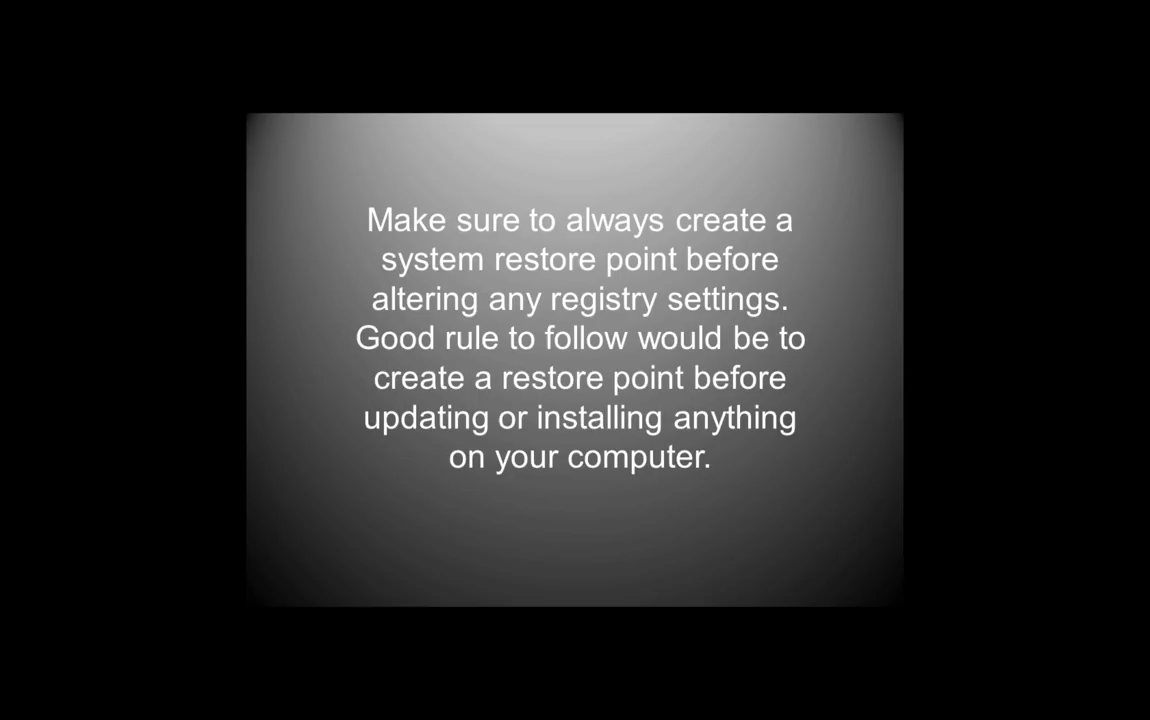 Make sure to always create a
system restore point before
altering any registry settings.
Good rule to follow would be to
create a restore point before
updating or installing anything
on your computer.